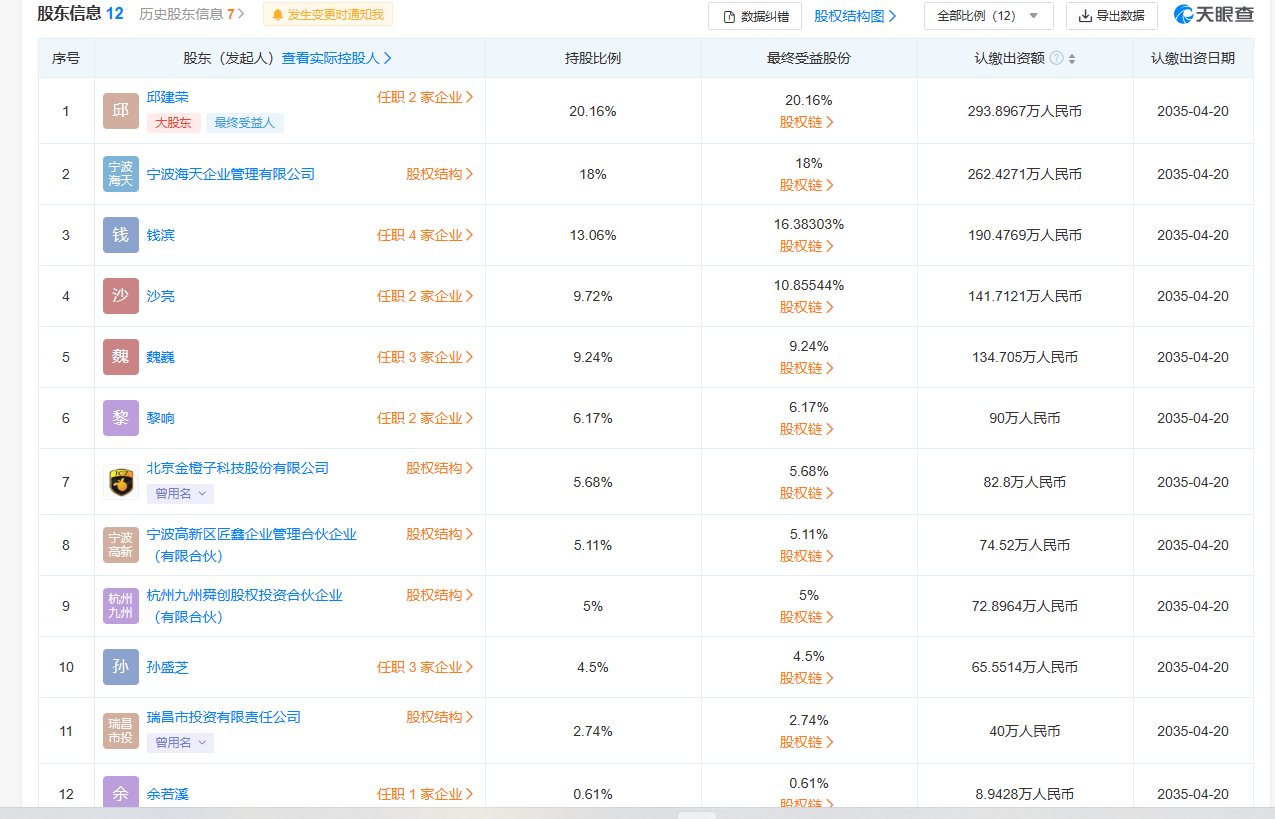 股东信息 12 历史股东信息 7 发生变更时通知我 数据纠错 股权结构图 全部比例（12） 导出数据 天眼查
序号 股东（发起人） 查看实际控股人 持股比例 最终受益股份 认缴出资额 认缴出资日期
1 邱 邱建荣 任职 2 家企业 20.16% 20.16% 293.8967万人民币 2035-04-20
大股东 最终受益人 股权链
2 宁波海天 宁波海天企业管理有限公司 股权结构 18% 18% 262.4271万人民币 2035-04-20
股权链
3 钱 钱滨 任职 4 家企业 13.06% 16.38303% 190.4769万人民币 2035-04-20
股权链
4 沙 沙亮 任职 2 家企业 9.72% 10.85544% 141.7121万人民币 2035-04-20
股权链
5 魏 魏巍 任职 3 家企业 9.24% 9.24% 134.705万人民币 2035-04-20
股权链
6 黎 黎响 任职 2 家企业 6.17% 6.17% 90万人民币 2035-04-20
股权链
7 北京金橙子科技股份有限公司 股权结构 5.68% 5.68% 82.8万人民币 2035-04-20
曾用名 股权链
8 宁波高新 宁波高新区匠鑫企业管理合伙企业 股权结构 5.11% 5.11% 74.52万人民币 2035-04-20
（有限合伙） 股权链
9 杭州九州 杭州九州舜创股权投资合伙企业 股权结构 5% 5% 72.8964万人民币 2035-04-20
（有限合伙） 股权链
10 孙 孙盛芝 任职 3 家企业 4.5% 4.5% 65.5514万人民币 2035-04-20
股权链
11 瑞昌市投 瑞昌市投资有限责任公司 股权结构 2.74% 2.74% 40万人民币 2035-04-20
曾用名 股权链
12 余 余若溪 任职 1 家企业 0.61% 0.61% 8.9428万人民币 2035-04-20
股权链